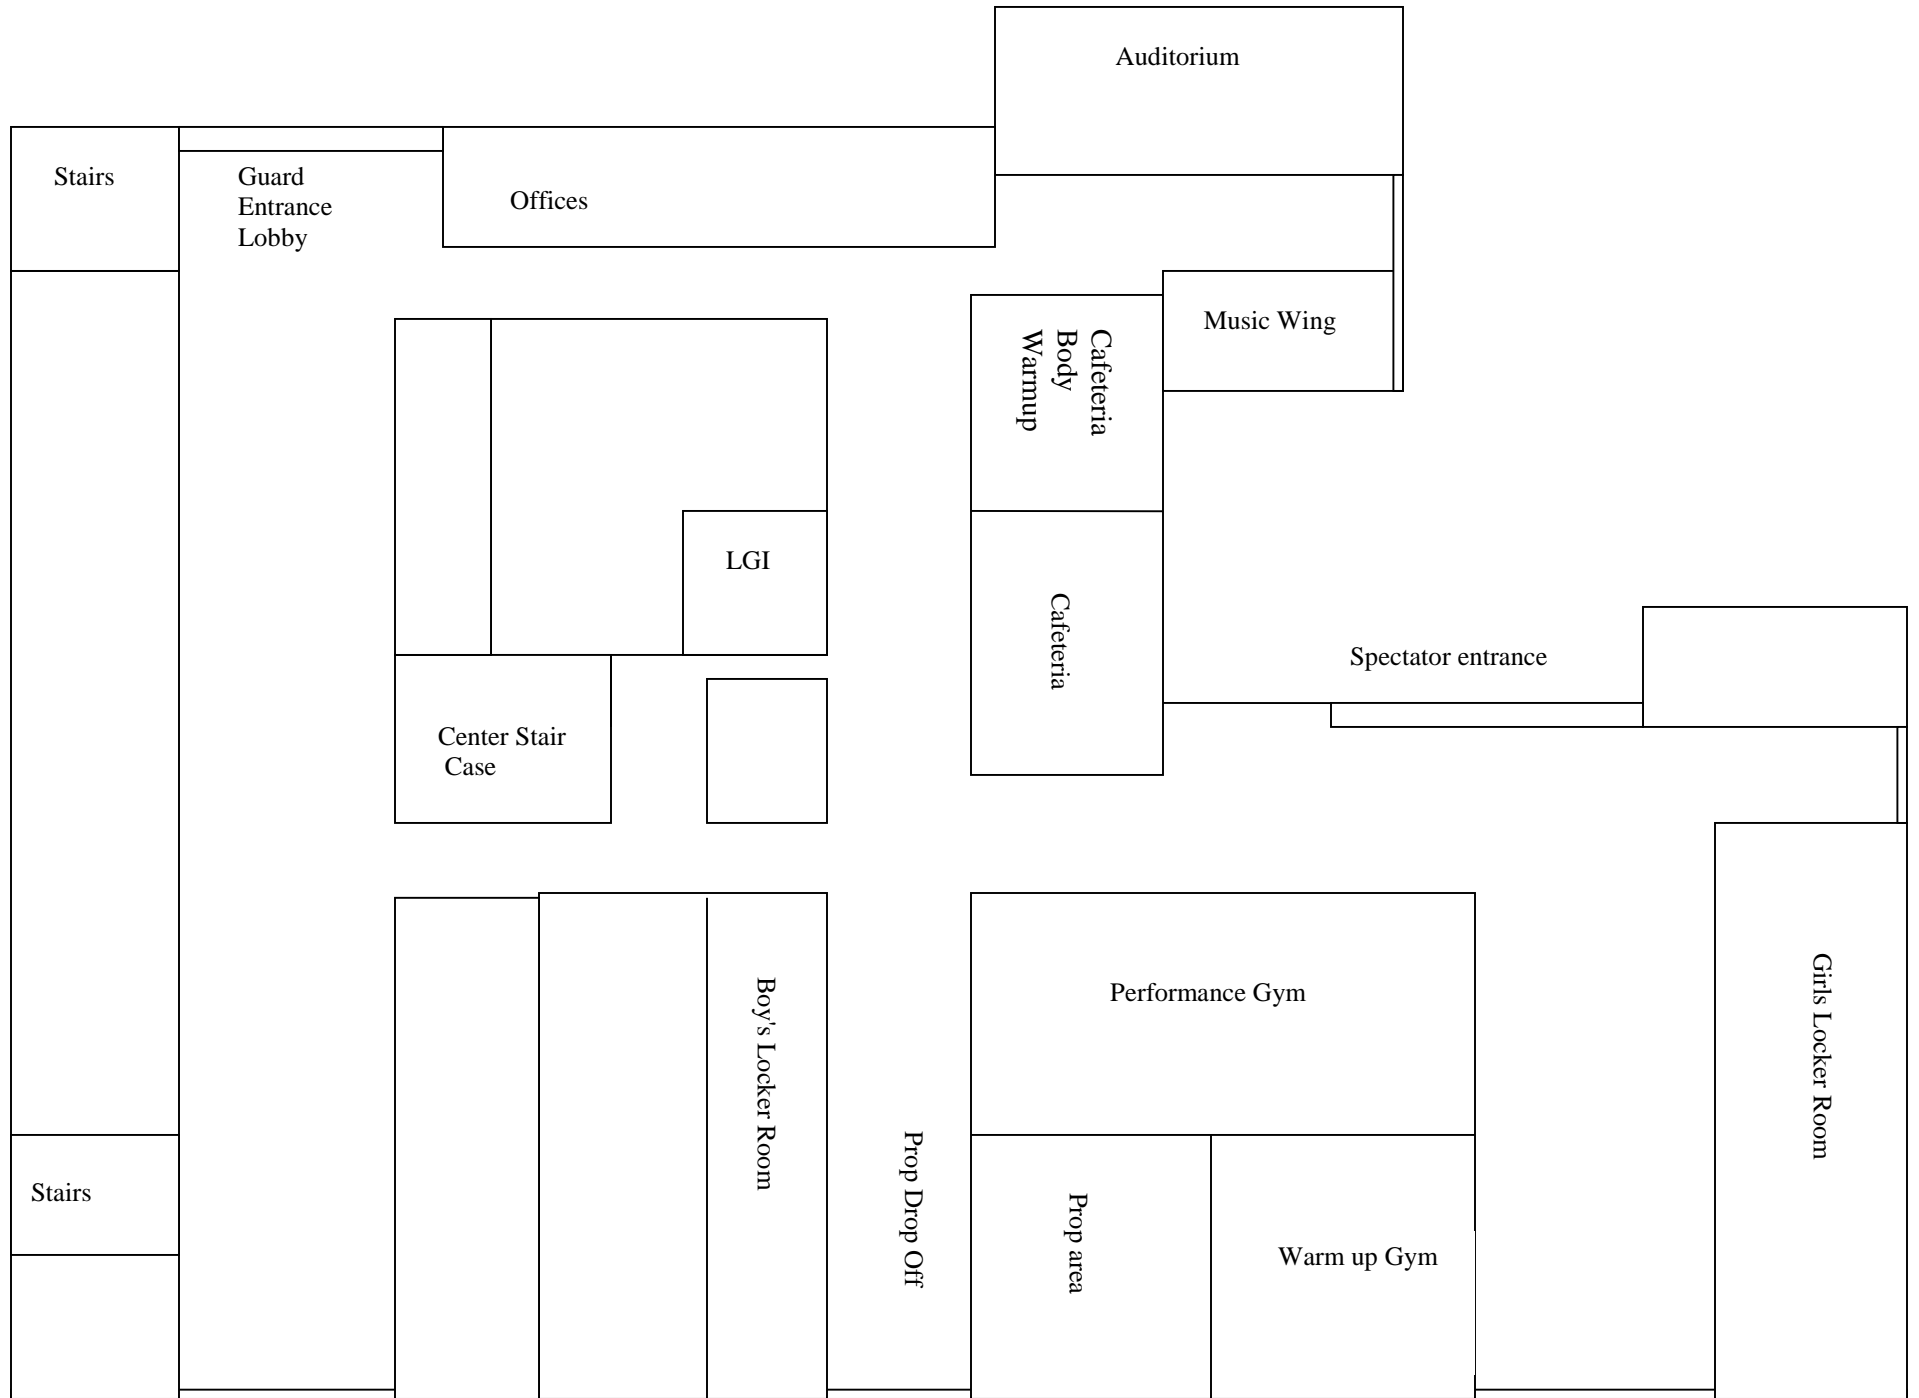 Auditorium
Stairs
Guard
Entrance
Lobby
Offices
Music Wing
Cafeteria
Body
Warmup
LGI
Cafeteria
Spectator entrance
Center Stair
Case
Boy's Locker Room
Performance Gym
Girls Locker Room
Prop Drop Off
Stairs
Prop area
Warm up Gym